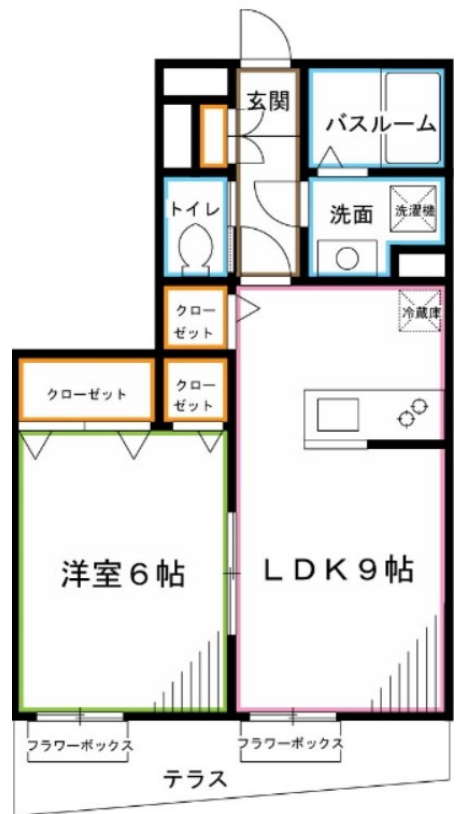 玄関
バスルーム
トイレ
洗面
洗濯機
クロー
ゼット
冷蔵庫
クローゼット
クロー
ゼット
洋室6帖
LDK9帖
フラワーボックス
フラワーボックス
テラス